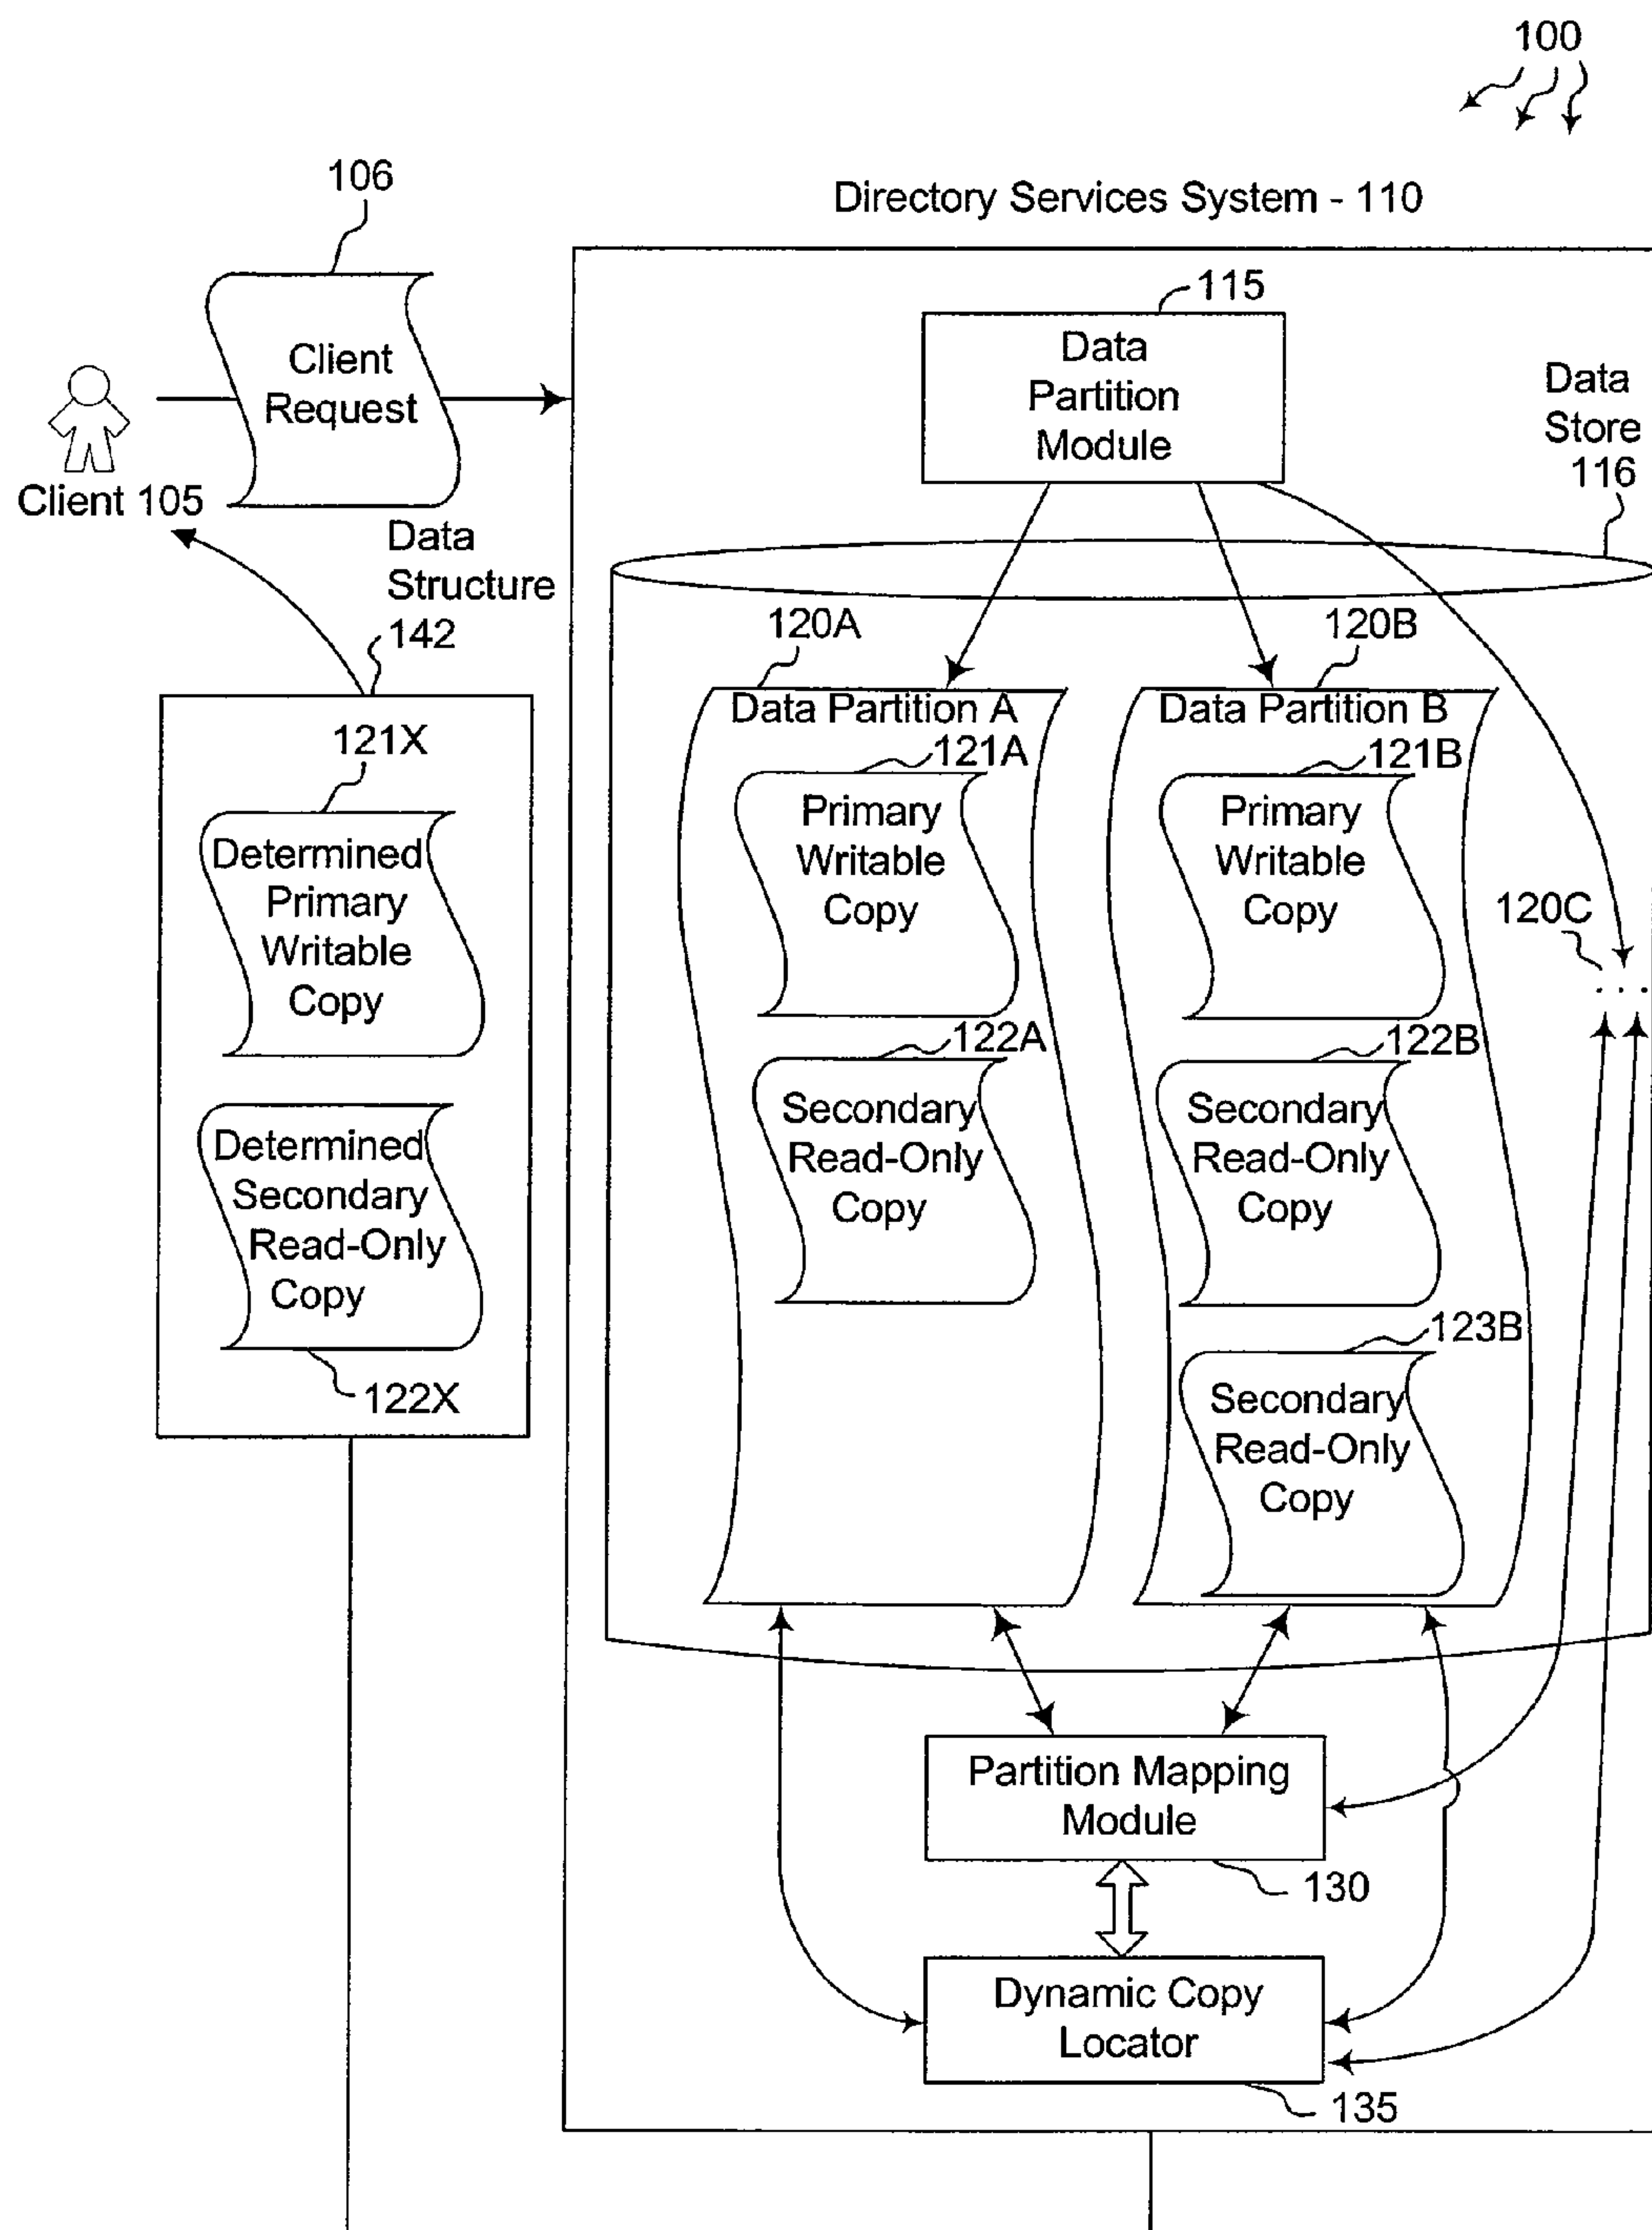 100
106
Directory Services System - 110
115
Client
Request
Data
Partition
Module
Data
Store
116
Client 105
Data
Structure
142
120A
120B
Data Partition A
Data Partition B
121X
121A
121B
Determined
Primary
Writable
Copy
Primary
Writable
Copy
Primary
Writable
Copy
120C
. . .
122A
122B
Determined
Secondary
Read-Only
Copy
Secondary
Read-Only
Copy
Secondary
Read-Only
Copy
122X
123B
Secondary
Read-Only
Copy
Partition Mapping
Module
130
Dynamic Copy
Locator
135